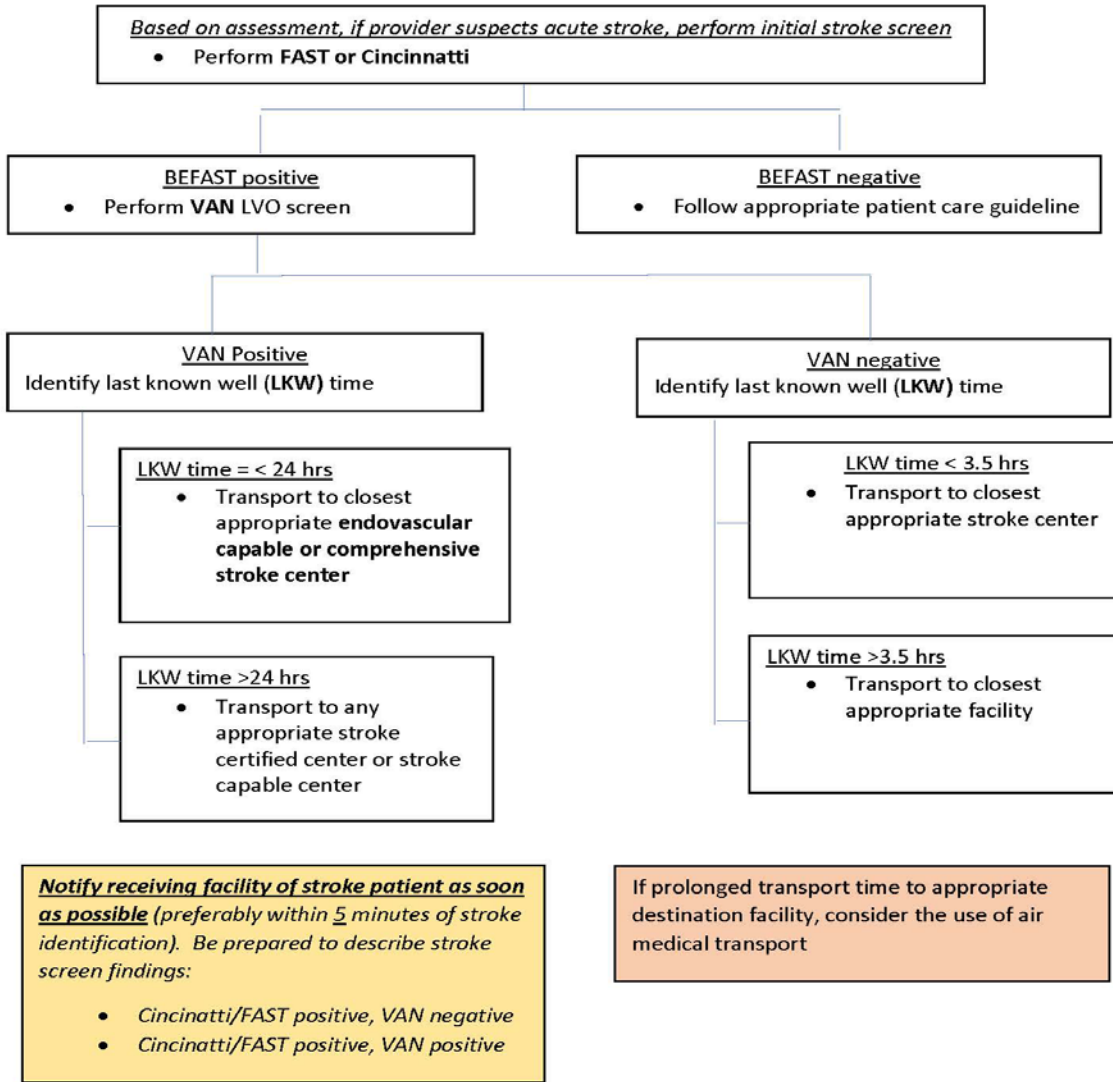 Based on assessment, if provider suspects acute stroke, perform initial stroke screen
• Perform FAST or Cincinnatti
BEFAST positive
• Perform VAN LVO screen
BEFAST negative
• Follow appropriate patient care guideline
VAN Positive
Identify last known well (LKW) time
LKW time = < 24 hrs
• Transport to closest
appropriate endovascular
capable or comprehensive
stroke center
LKW time >24 hrs
• Transport to any
appropriate stroke
certified center or stroke
capable center
VAN negative
Identify last known well (LKW) time
LKW time < 3.5 hrs
• Transport to closest
appropriate stroke center
LKW time >3.5 hrs
• Transport to closest
appropriate facility
Notify receiving facility of stroke patient as soon
as possible (preferably within 5 minutes of stroke
identification). Be prepared to describe stroke
screen findings:
• Cincinatti/FAST positive, VAN negative
• Cincinatti/FAST positive, VAN positive
If prolonged transport time to appropriate
destination facility, consider the use of air
medical transport